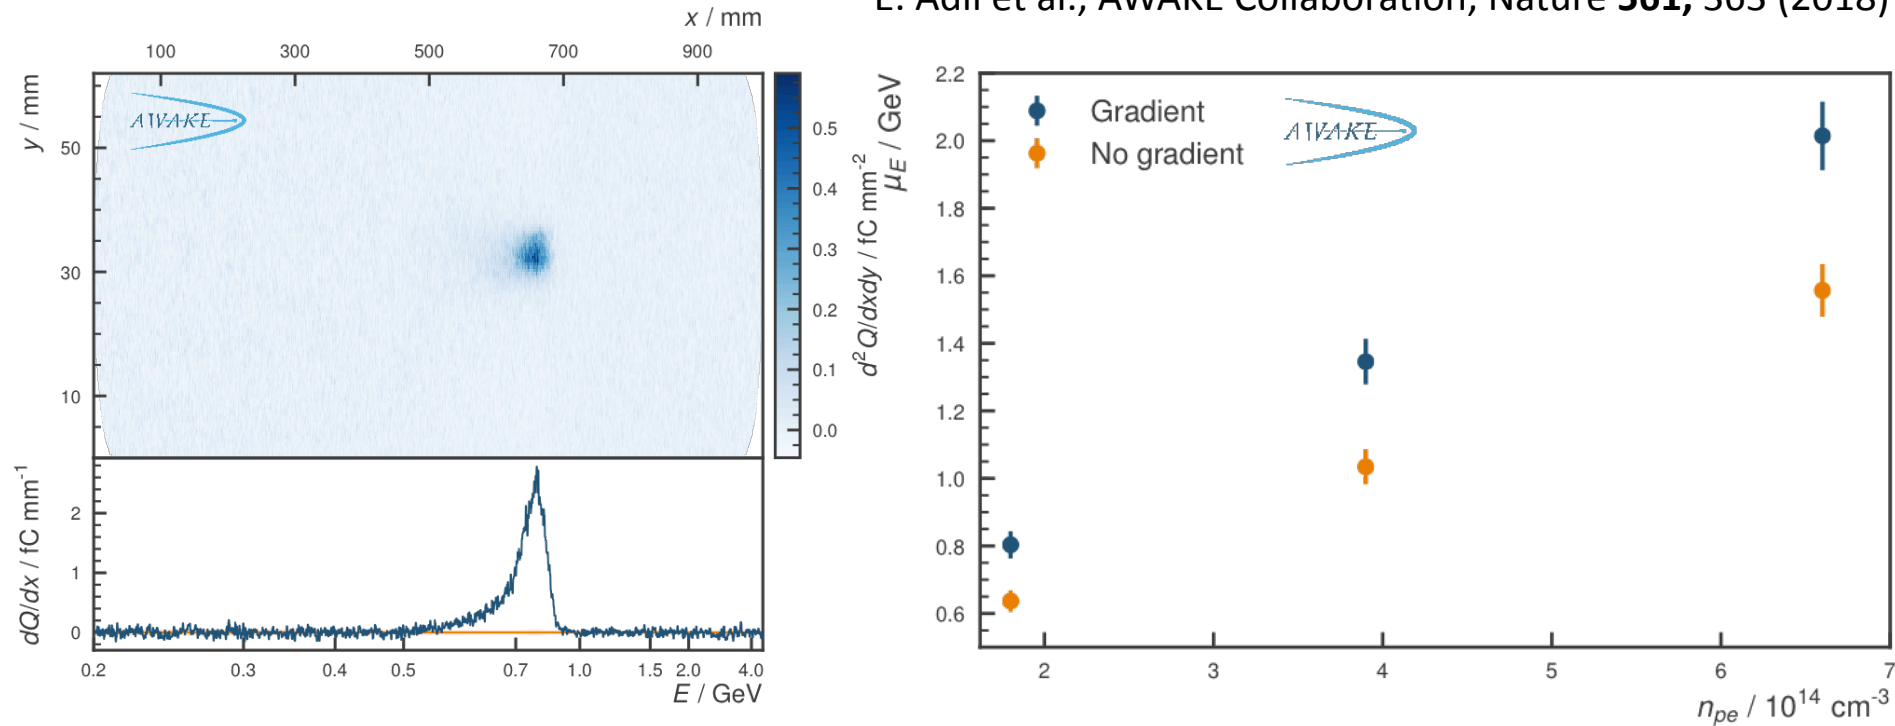 E. Adli et al., AWAKE Collaboration, Nature 561, 363 (2018)
x / mm
100 300 500 700 900
y / mm
50
30
10
AWAKE
0.5
0.4
0.3
0.2
0.1
0.0
d²Q/dxdy / fC mm⁻²
dQ/dx / fC mm⁻¹
2
1
0
0.2 0.3 0.4 0.5 0.7 1.0 1.5 2.0 4.0
E / GeV
μE / GeV
2.2
2.0
1.8
1.6
1.4
1.2
1.0
0.8
0.6
Gradient
No gradient
AWAKE
2 3 4 5 6 7
npe / 10¹⁴ cm⁻³